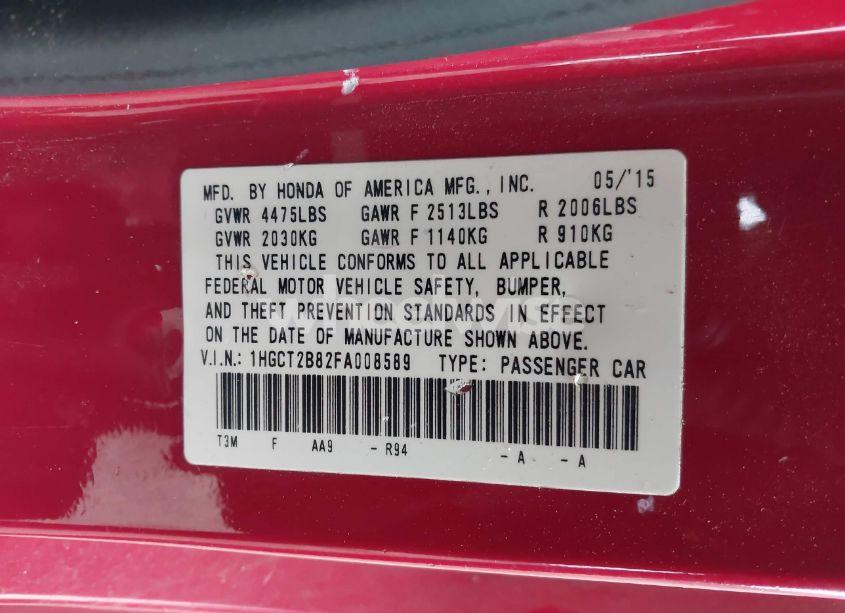 MFD. BY HONDA OF AMERICA MFG., INC. 05/'15
GVWR 4475LBS GAWR F 2513LBS R 2006LBS
GVWR 2030KG GAWR F 1140KG R 910KG
THIS VEHICLE CONFORMS TO ALL APPLICABLE
FEDERAL MOTOR VEHICLE SAFETY, BUMPER,
AND THEFT PREVENTION STANDARDS IN EFFECT
ON THE DATE OF MANUFACTURE SHOWN ABOVE.
V.I.N.: 1HGCT2B82FA008589 TYPE: PASSENGER CAR
T3M F AA9 - R94 - A - A